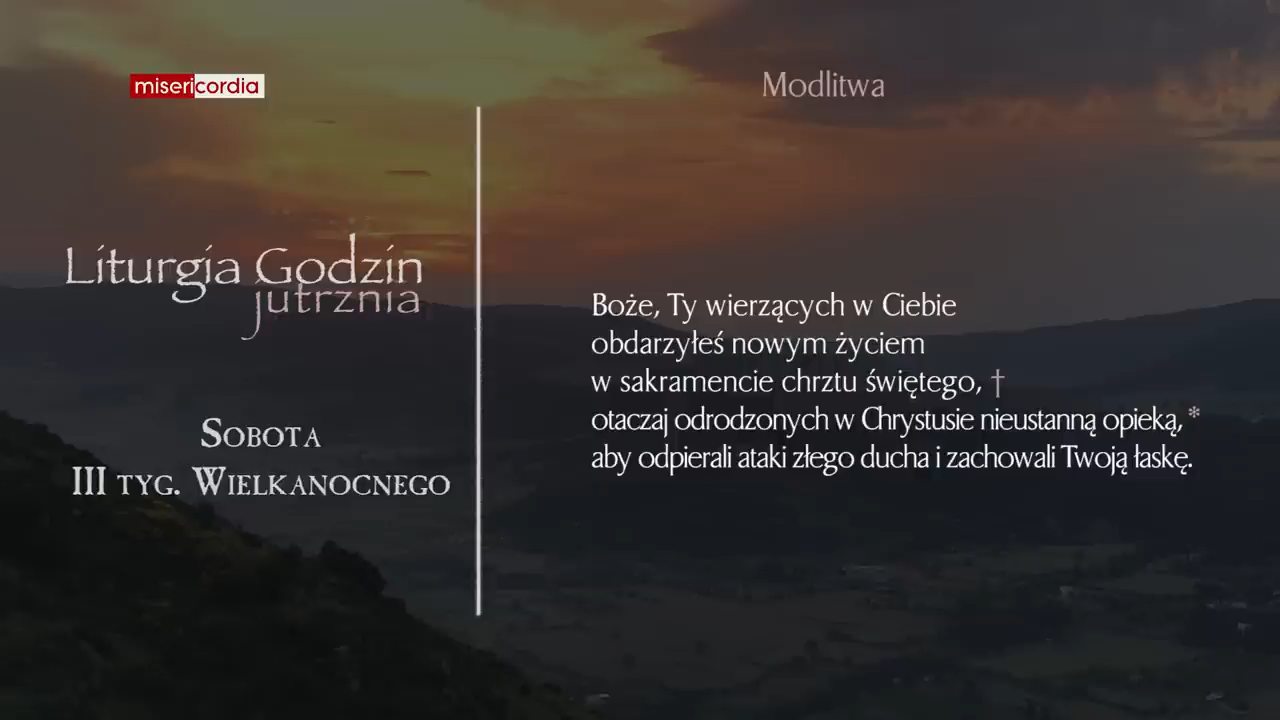 misericordia
Modlitwa
Liturgia Godzin
jutrznia
Sobota
III tyg. Wielkanocnego
Boże, Ty wierzących w Ciebie
obdarzyłeś nowym życiem
w sakramencie chrztu świętego, †
otaczaj odrodzonych w Chrystusie nieustanną opieką, *
aby odpierali ataki złego ducha i zachowali Twoją łaskę.